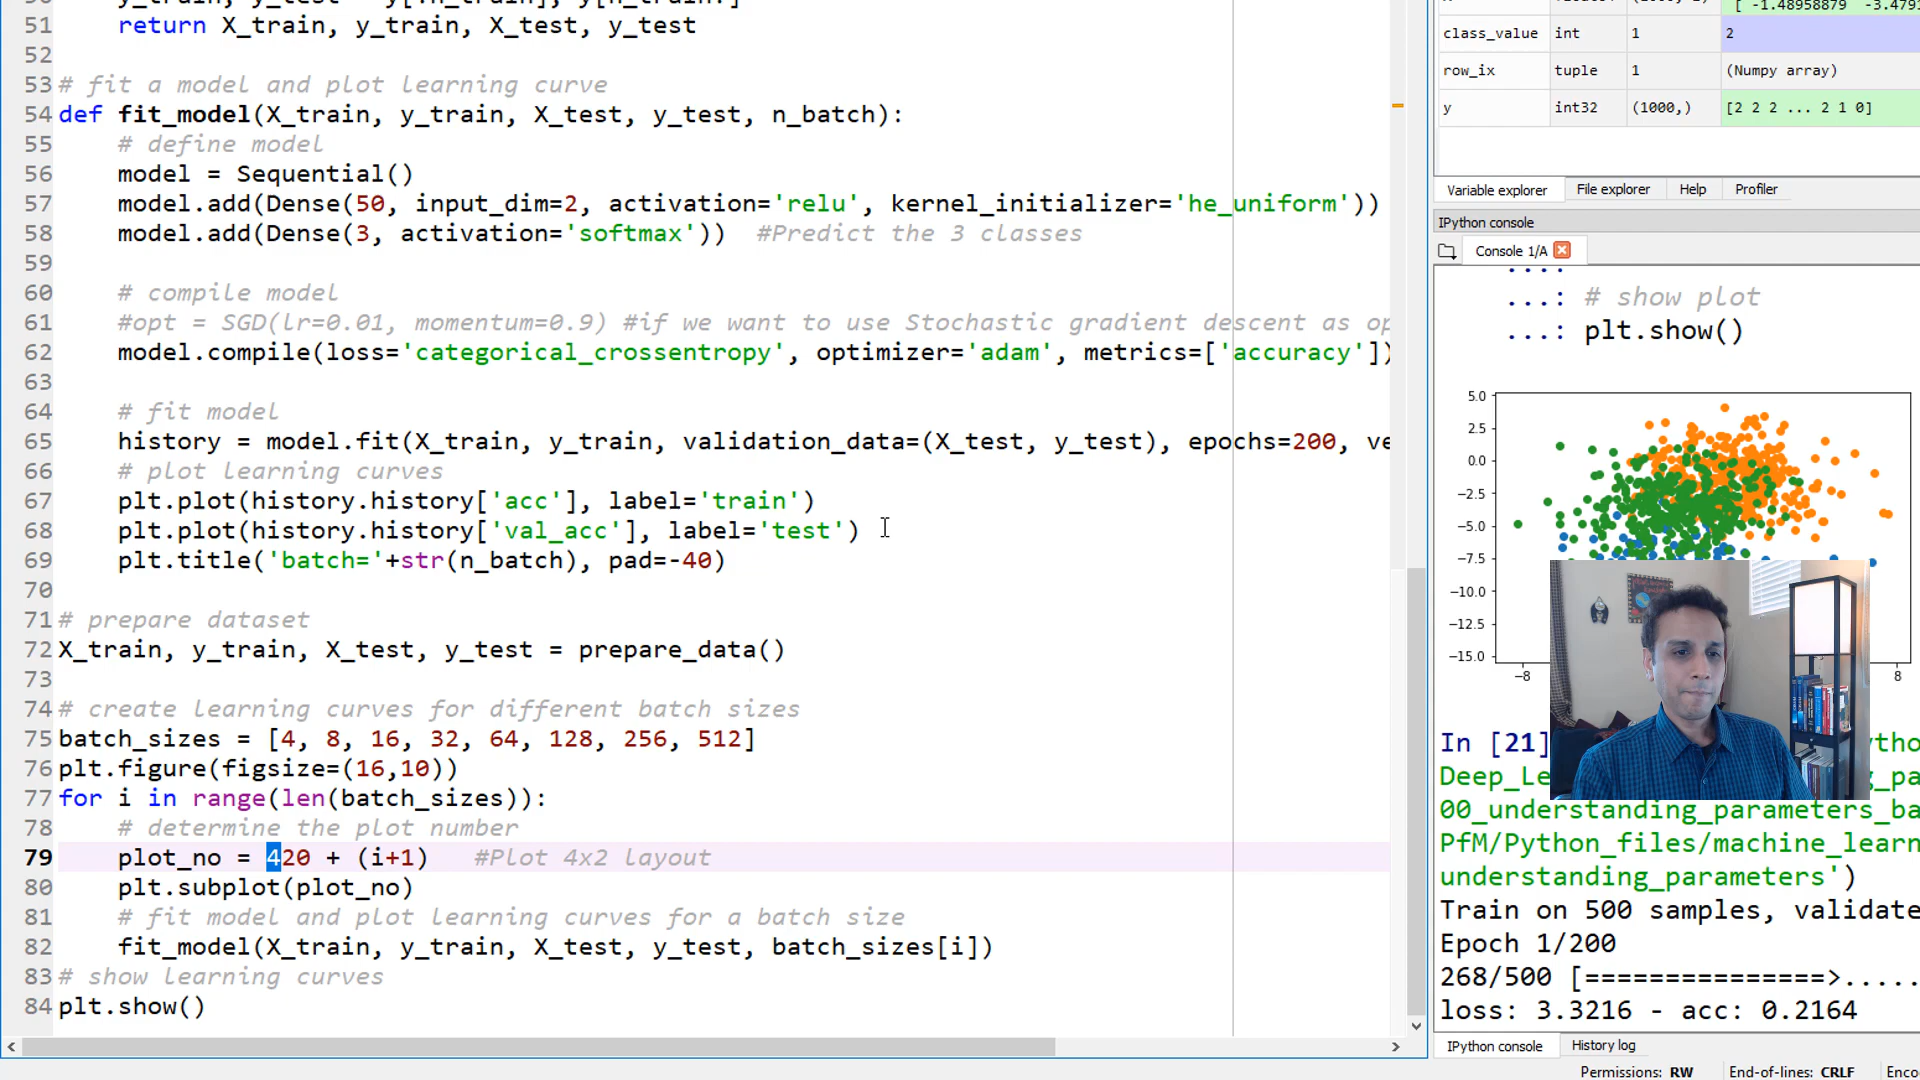 51 return X_train, y_train, X_test, y_test
52
53 # fit a model and plot learning curve
54 def fit_model(X_train, y_train, X_test, y_test, n_batch):
55 # define model
56 model = Sequential()
57 model.add(Dense(50, input_dim=2, activation='relu', kernel_initializer='he_uniform'))
58 model.add(Dense(3, activation='softmax')) #Predict the 3 classes
59
60 # compile model
61 #opt = SGD(lr=0.01, momentum=0.9) #if we want to use Stochastic gradient descent as op
62 model.compile(loss='categorical_crossentropy', optimizer='adam', metrics=['accuracy'])
63
64 # fit model
65 history = model.fit(X_train, y_train, validation_data=(X_test, y_test), epochs=200, ve
66 # plot learning curves
67 plt.plot(history.history['acc'], label='train')
68 plt.plot(history.history['val_acc'], label='test')
69 plt.title('batch='+str(n_batch), pad=-40)
70
71 # prepare dataset
72 X_train, y_train, X_test, y_test = prepare_data()
73
74 # create learning curves for different batch sizes
75 batch_sizes = [4, 8, 16, 32, 64, 128, 256, 512]
76 plt.figure(figsize=(16,10))
77 for i in range(len(batch_sizes)):
78 # determine the plot number
79 plot_no = 420 + (i+1) #Plot 4x2 layout
80 plt.subplot(plot_no)
81 # fit model and plot learning curves for a batch size
82 fit_model(X_train, y_train, X_test, y_test, batch_sizes[i])
83 # show learning curves
84 plt.show()
[ -1.48958879 -3.4791
class_value int 1 2
row_ix tuple 1 (Numpy array)
y int32 (1000,) [2 2 2 ... 2 1 0]
Variable explorer File explorer Help Profiler
IPython console
Console 1/A
...:
...: # show plot
...: plt.show()
5.0
2.5
0.0
−2.5
−5.0
−7.5
−10.0
−12.5
−15.0
−8 8
In [21]
Deep_Le
00_understanding_parameters_ba
PfM/Python_files/machine_learn
understanding_parameters')
Train on 500 samples, validate
Epoch 1/200
268/500 [===============>.....
loss: 3.3216 - acc: 0.2164
IPython console History log
Permissions: RW End-of-lines: CRLF Enco